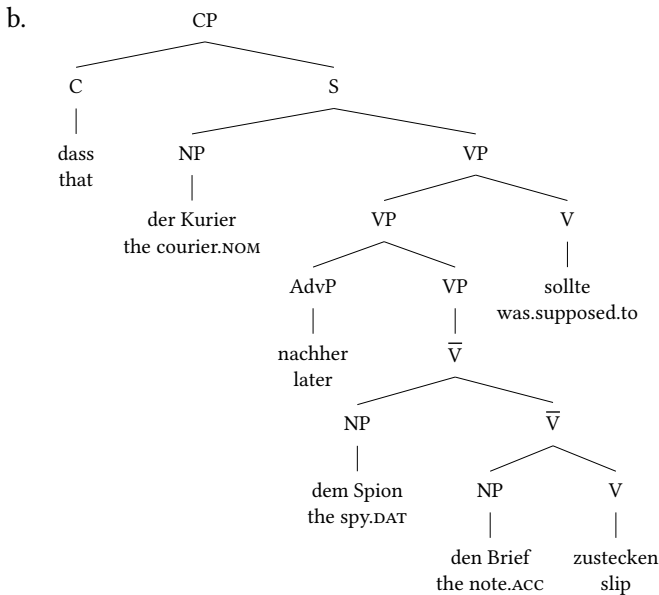 b.
CP
C S
dass
that
NP VP
der Kurier
the courier.NOM
VP V
AdvP VP
sollte
was.supposed.to
nachher
later
V̅
NP V̅
dem Spion
the spy.DAT
NP V
den Brief
the note.ACC
zustecken
slip